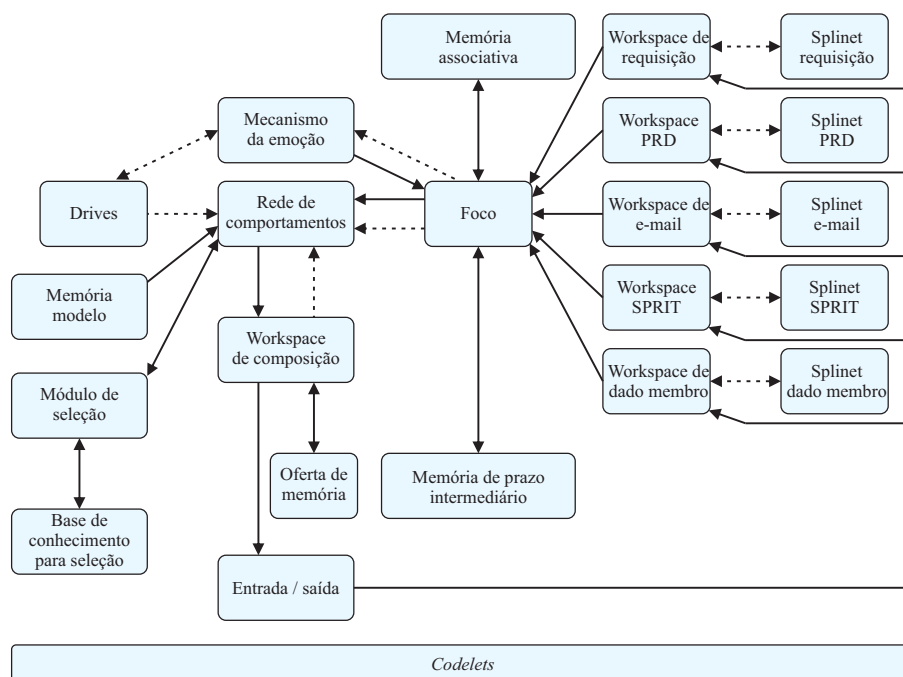 Memória
associativa
Workspace de
requisição
Splinet
requisição
Mecanismo
da emoção
Workspace
PRD
Splinet
PRD
Drives
Rede de
comportamentos
Foco
Workspace de
e-mail
Splinet
e-mail
Memória
modelo
Workspace
de composição
Workspace
SPRIT
Splinet
SPRIT
Módulo de
seleção
Workspace de
dado membro
Splinet
dado membro
Oferta de
memória
Memória de prazo
intermediário
Base de
conhecimento
para seleção
Entrada / saída
Codelets